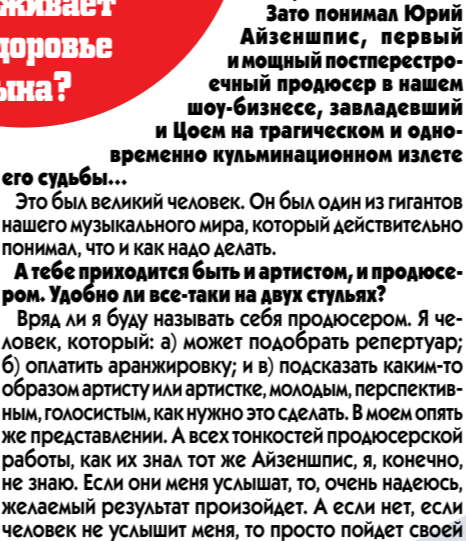 живает
доровье
ына?
Зато понимал Юрий
Айзеншпис, первый
и мощный постперестро-
ечный продюсер в нашем
шоу-бизнесе, завладевший
и Цоем на трагическом и одно-
временно кульминационном излете
его судьбы...
Это был великий человек. Он был один из гигантов
нашего музыкального мира, который действительно
понимал, что и как надо делать.
А тебе приходится быть и артистом, и продюсе-
ром. Удобно ли все-таки на двух стульях?
Вряд ли я буду называть себя продюсером. Я че-
ловек, который: а) может подобрать репертуар;
б) оплатить аранжировку; и в) подсказать каким-то
образом артисту или артистке, молодым, перспектив-
ным, голосистым, как нужно это сделать. В моем опять
же представлении. А всех тонкостей продюсерской
работы, как их знал тот же Айзеншпис, я, конечно,
не знаю. Если они меня услышат, то, очень надеюсь,
желаемый результат произойдет. А если нет, если
человек не услышит меня, то просто пойдет своей